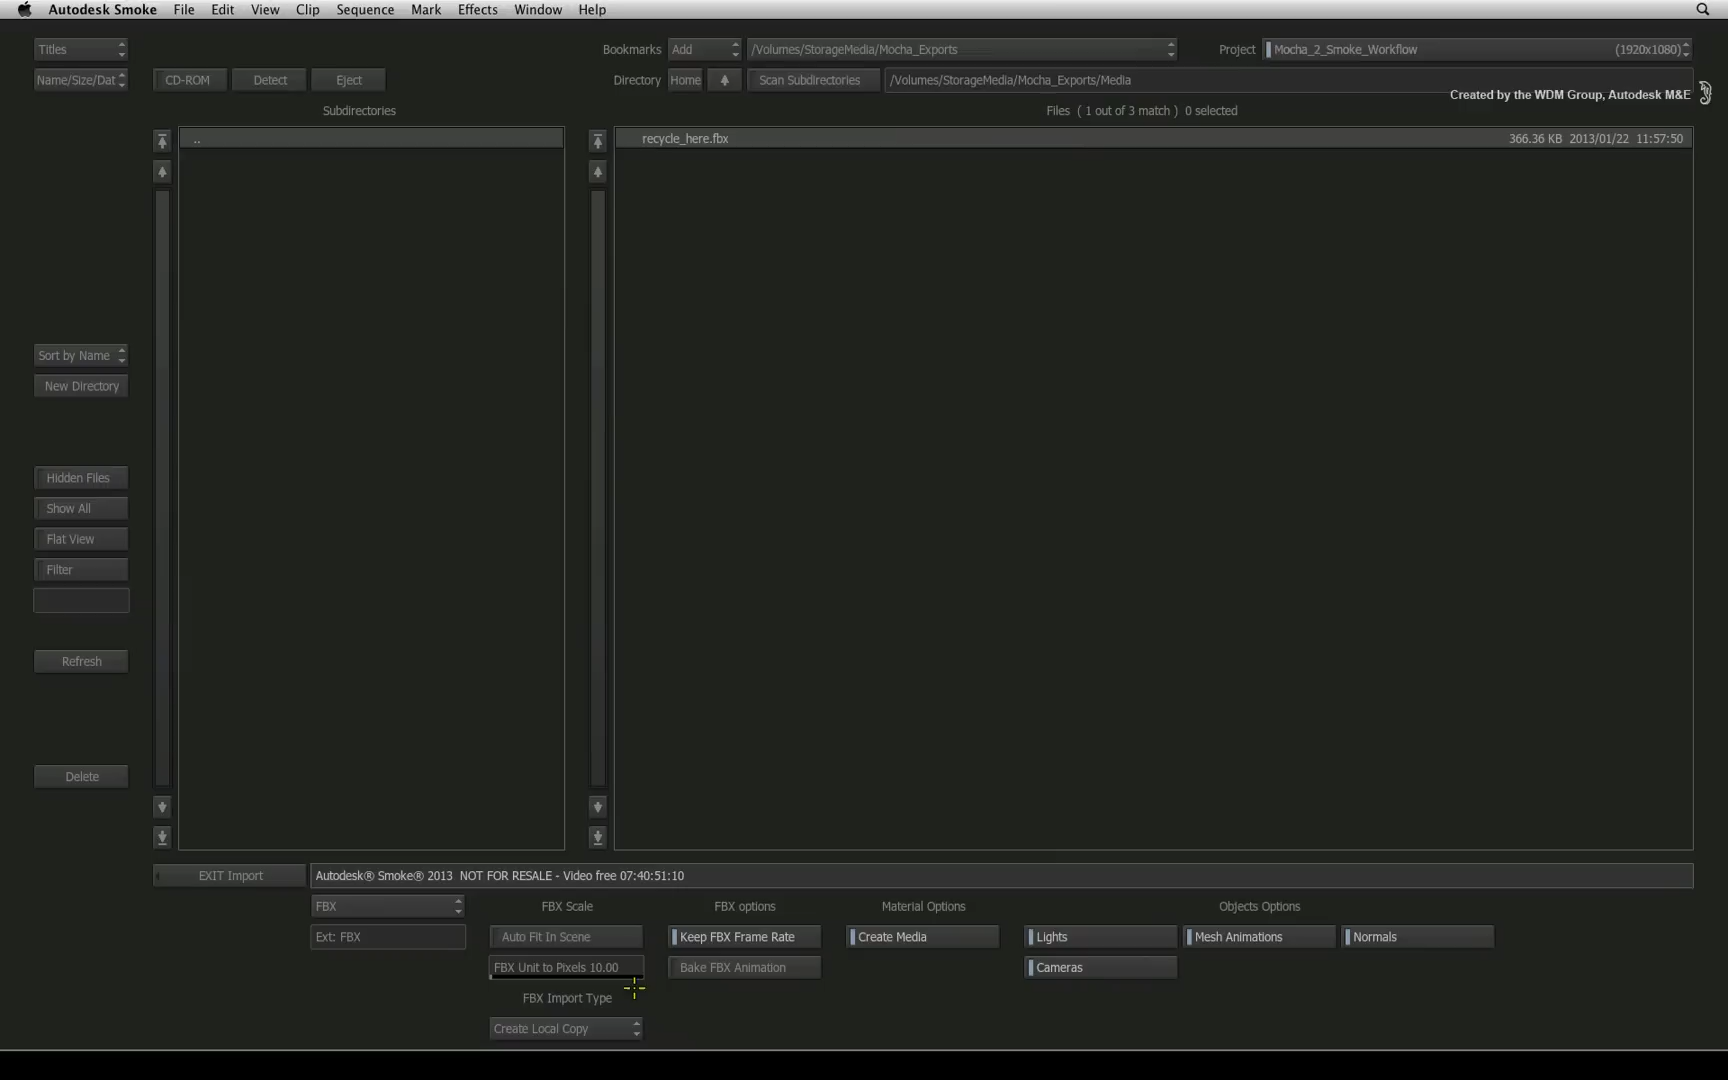 Autodesk Smoke File Edit View Clip Sequence Mark Effects Window Help
Titles Bookmarks Add /Volumes/StorageMedia/Mocha_Exports Project Mocha_2_Smoke_Workflow (1920x1080)
Name/Size/Dat CD-ROM Detect Eject Directory Home Scan Subdirectories /Volumes/StorageMedia/Mocha_Exports/Media
Created by the WDM Group, Autodesk M&E
Subdirectories Files ( 1 out of 3 match ) 0 selected
.. recycle_here.fbx 366.36 KB 2013/01/22 11:57:50
Sort by Name
New Directory
Hidden Files
Show All
Flat View
Filter
Refresh
Delete
EXIT Import Autodesk® Smoke® 2013 NOT FOR RESALE - Video free 07:40:51:10
FBX FBX Scale FBX options Material Options Objects Options
Ext: FBX Auto Fit In Scene Keep FBX Frame Rate Create Media Lights Mesh Animations Normals
FBX Unit to Pixels 10.00 Bake FBX Animation Cameras
FBX Import Type
Create Local Copy